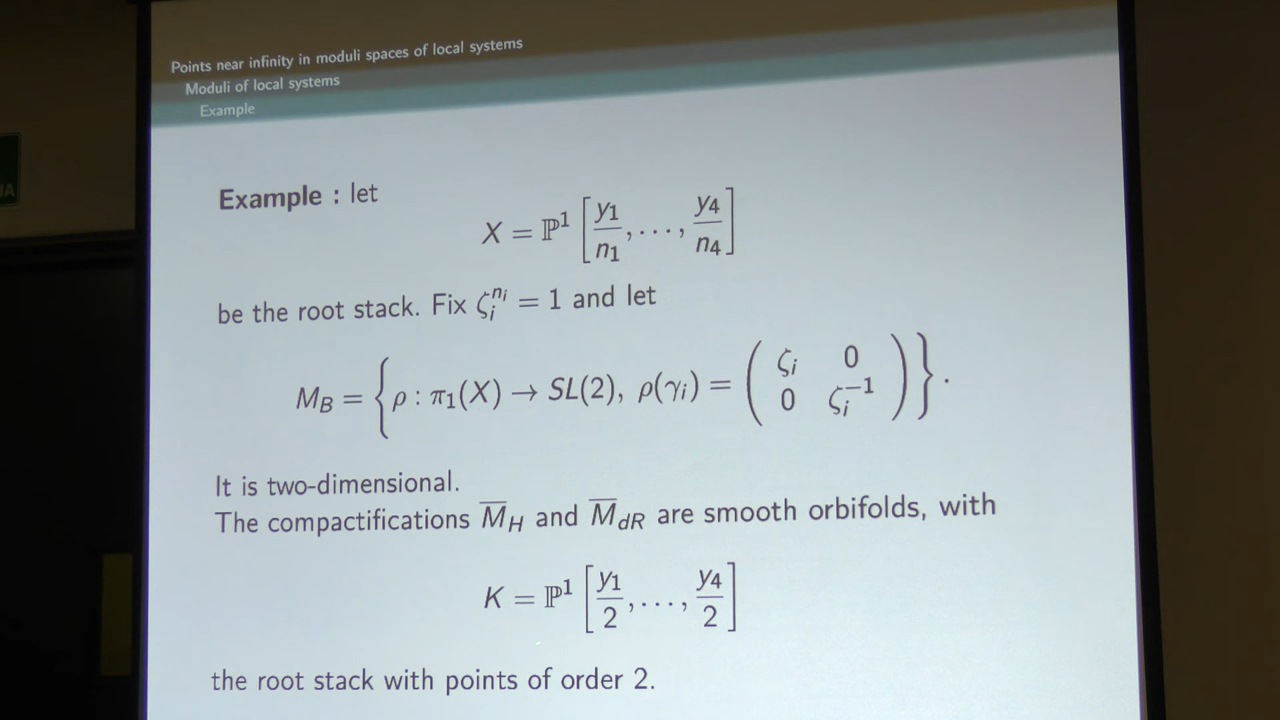 Points near infinity in moduli spaces of local systems
Moduli of local systems
Example
Example : let
X = ℙ¹ [y₁/n₁, ..., y₄/n₄]
be the root stack. Fix ζᵢⁿⁱ = 1 and let
M_B = { ρ : π₁(X) → SL(2), ρ(γᵢ) = ( ζᵢ 0 ; 0 ζᵢ⁻¹ ) } .
It is two-dimensional.
The compactifications M̅_H and M̅_dR are smooth orbifolds, with
K = ℙ¹ [y₁/2, ..., y₄/2]
the root stack with points of order 2.